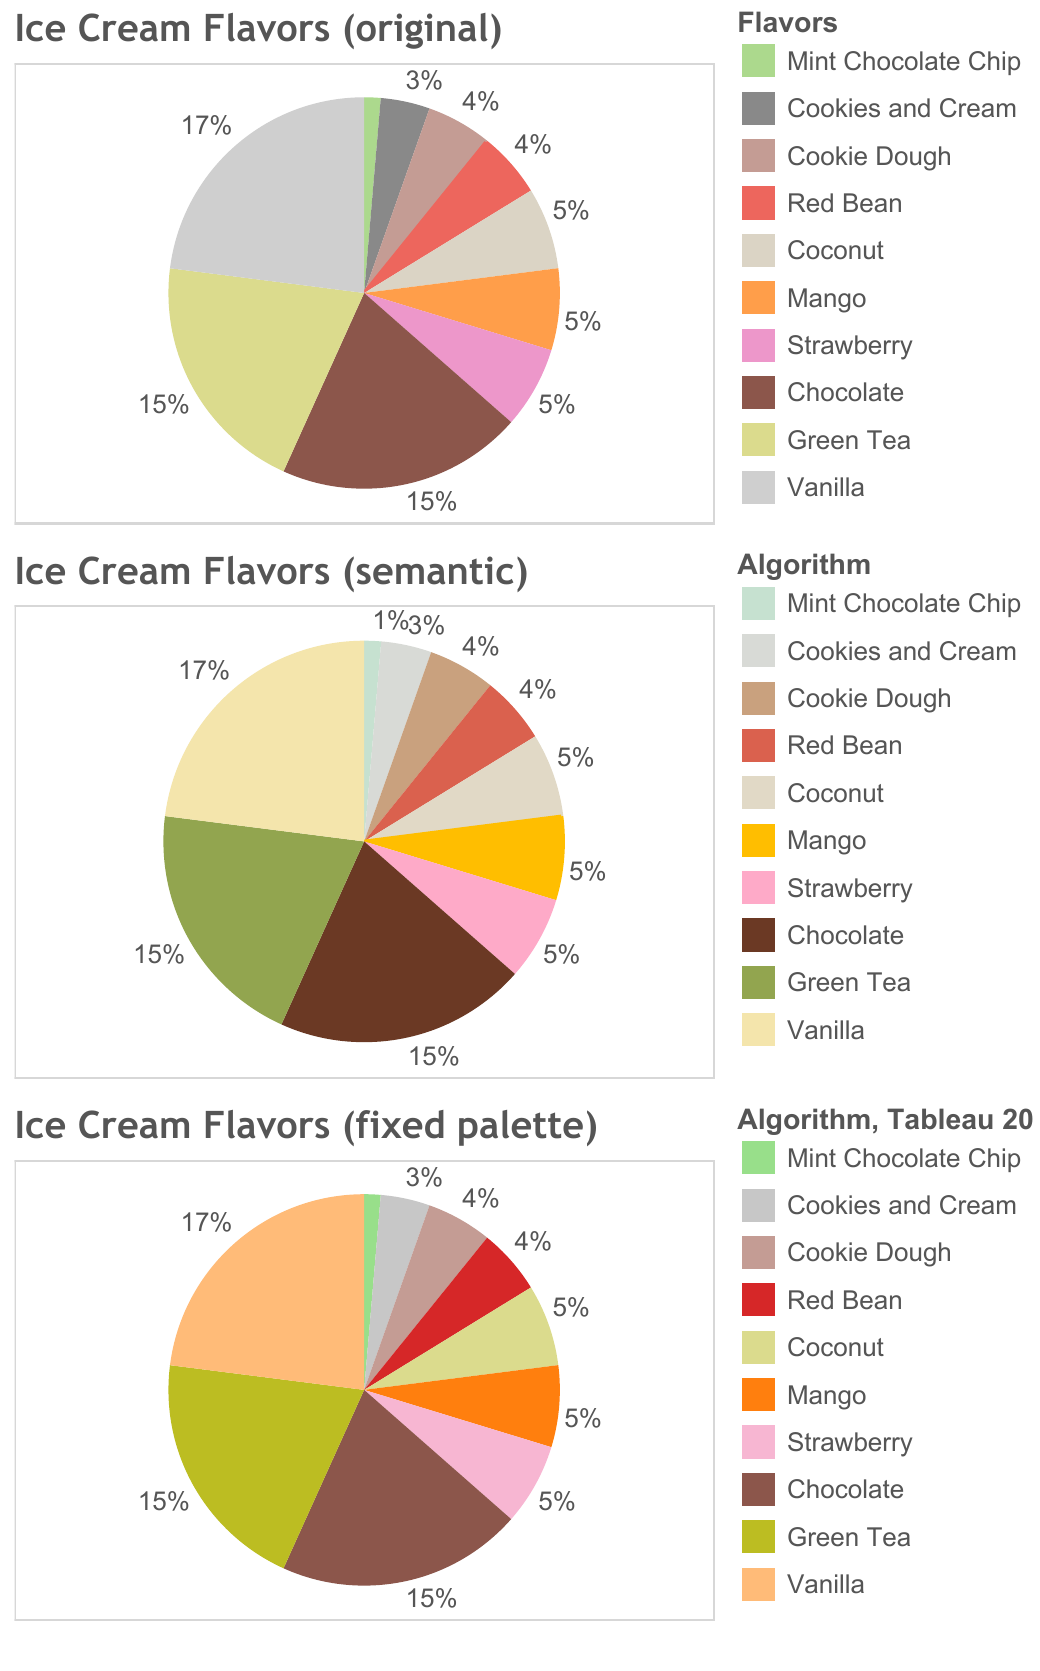 Ice Cream Flavors (original)
3%
4%
4%
5%
5%
5%
15%
15%
17%
Flavors
Mint Chocolate Chip
Cookies and Cream
Cookie Dough
Red Bean
Coconut
Mango
Strawberry
Chocolate
Green Tea
Vanilla
Ice Cream Flavors (semantic)
1%
3%
4%
4%
5%
5%
5%
15%
15%
17%
Algorithm
Mint Chocolate Chip
Cookies and Cream
Cookie Dough
Red Bean
Coconut
Mango
Strawberry
Chocolate
Green Tea
Vanilla
Ice Cream Flavors (fixed palette)
3%
4%
4%
5%
5%
5%
15%
15%
17%
Algorithm, Tableau 20
Mint Chocolate Chip
Cookies and Cream
Cookie Dough
Red Bean
Coconut
Mango
Strawberry
Chocolate
Green Tea
Vanilla